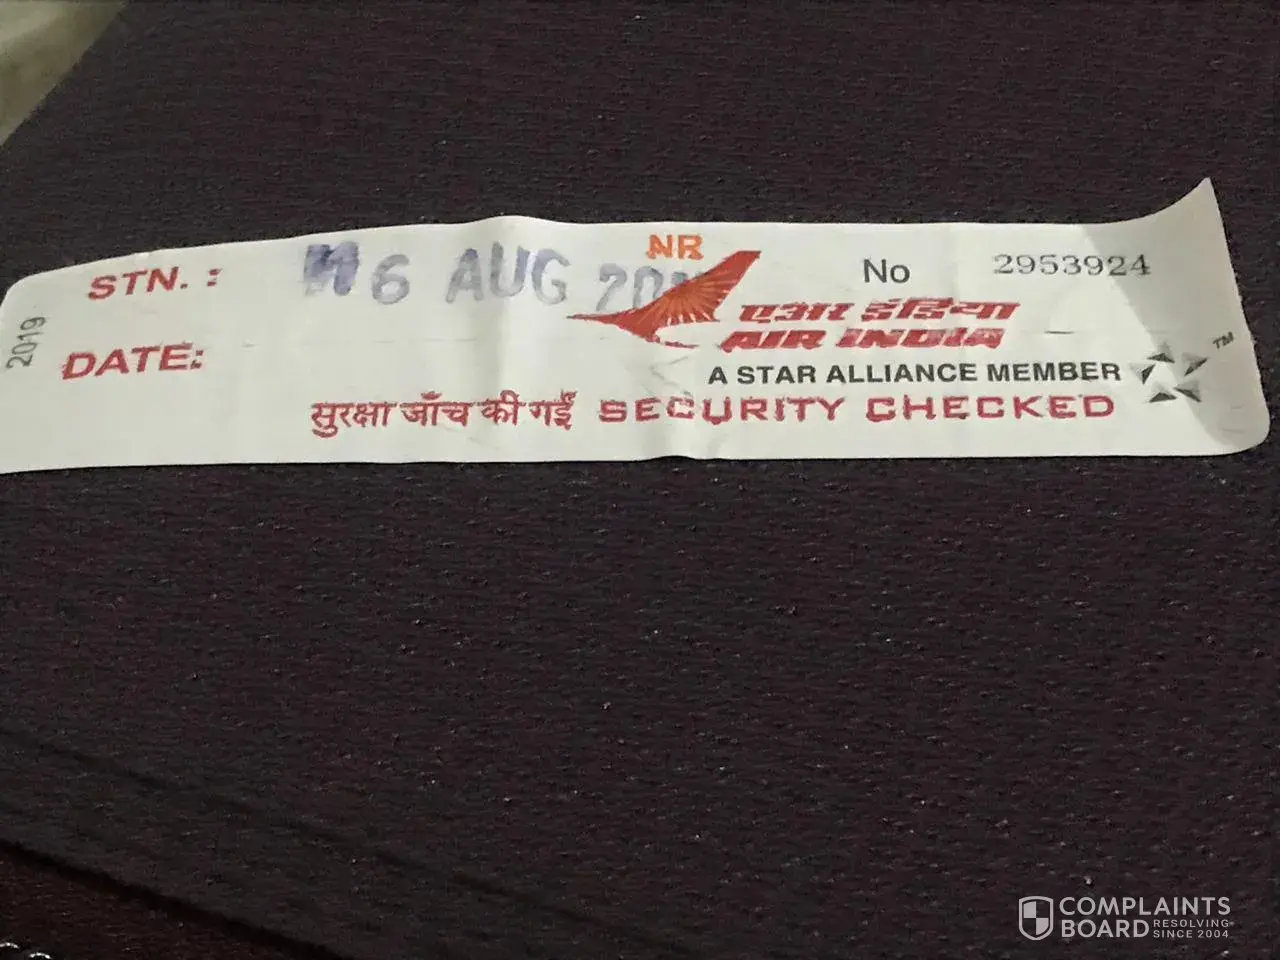 STN. :
6 AUG
NR
No 2953924
2019
एअर इंडिया
AIR INDIA
DATE:
A STAR ALLIANCE MEMBER
TM
सुरक्षा जाँच की गईं SECURITY CHECKED
COMPLAINTS
BOARD RESOLVING
SINCE 2004